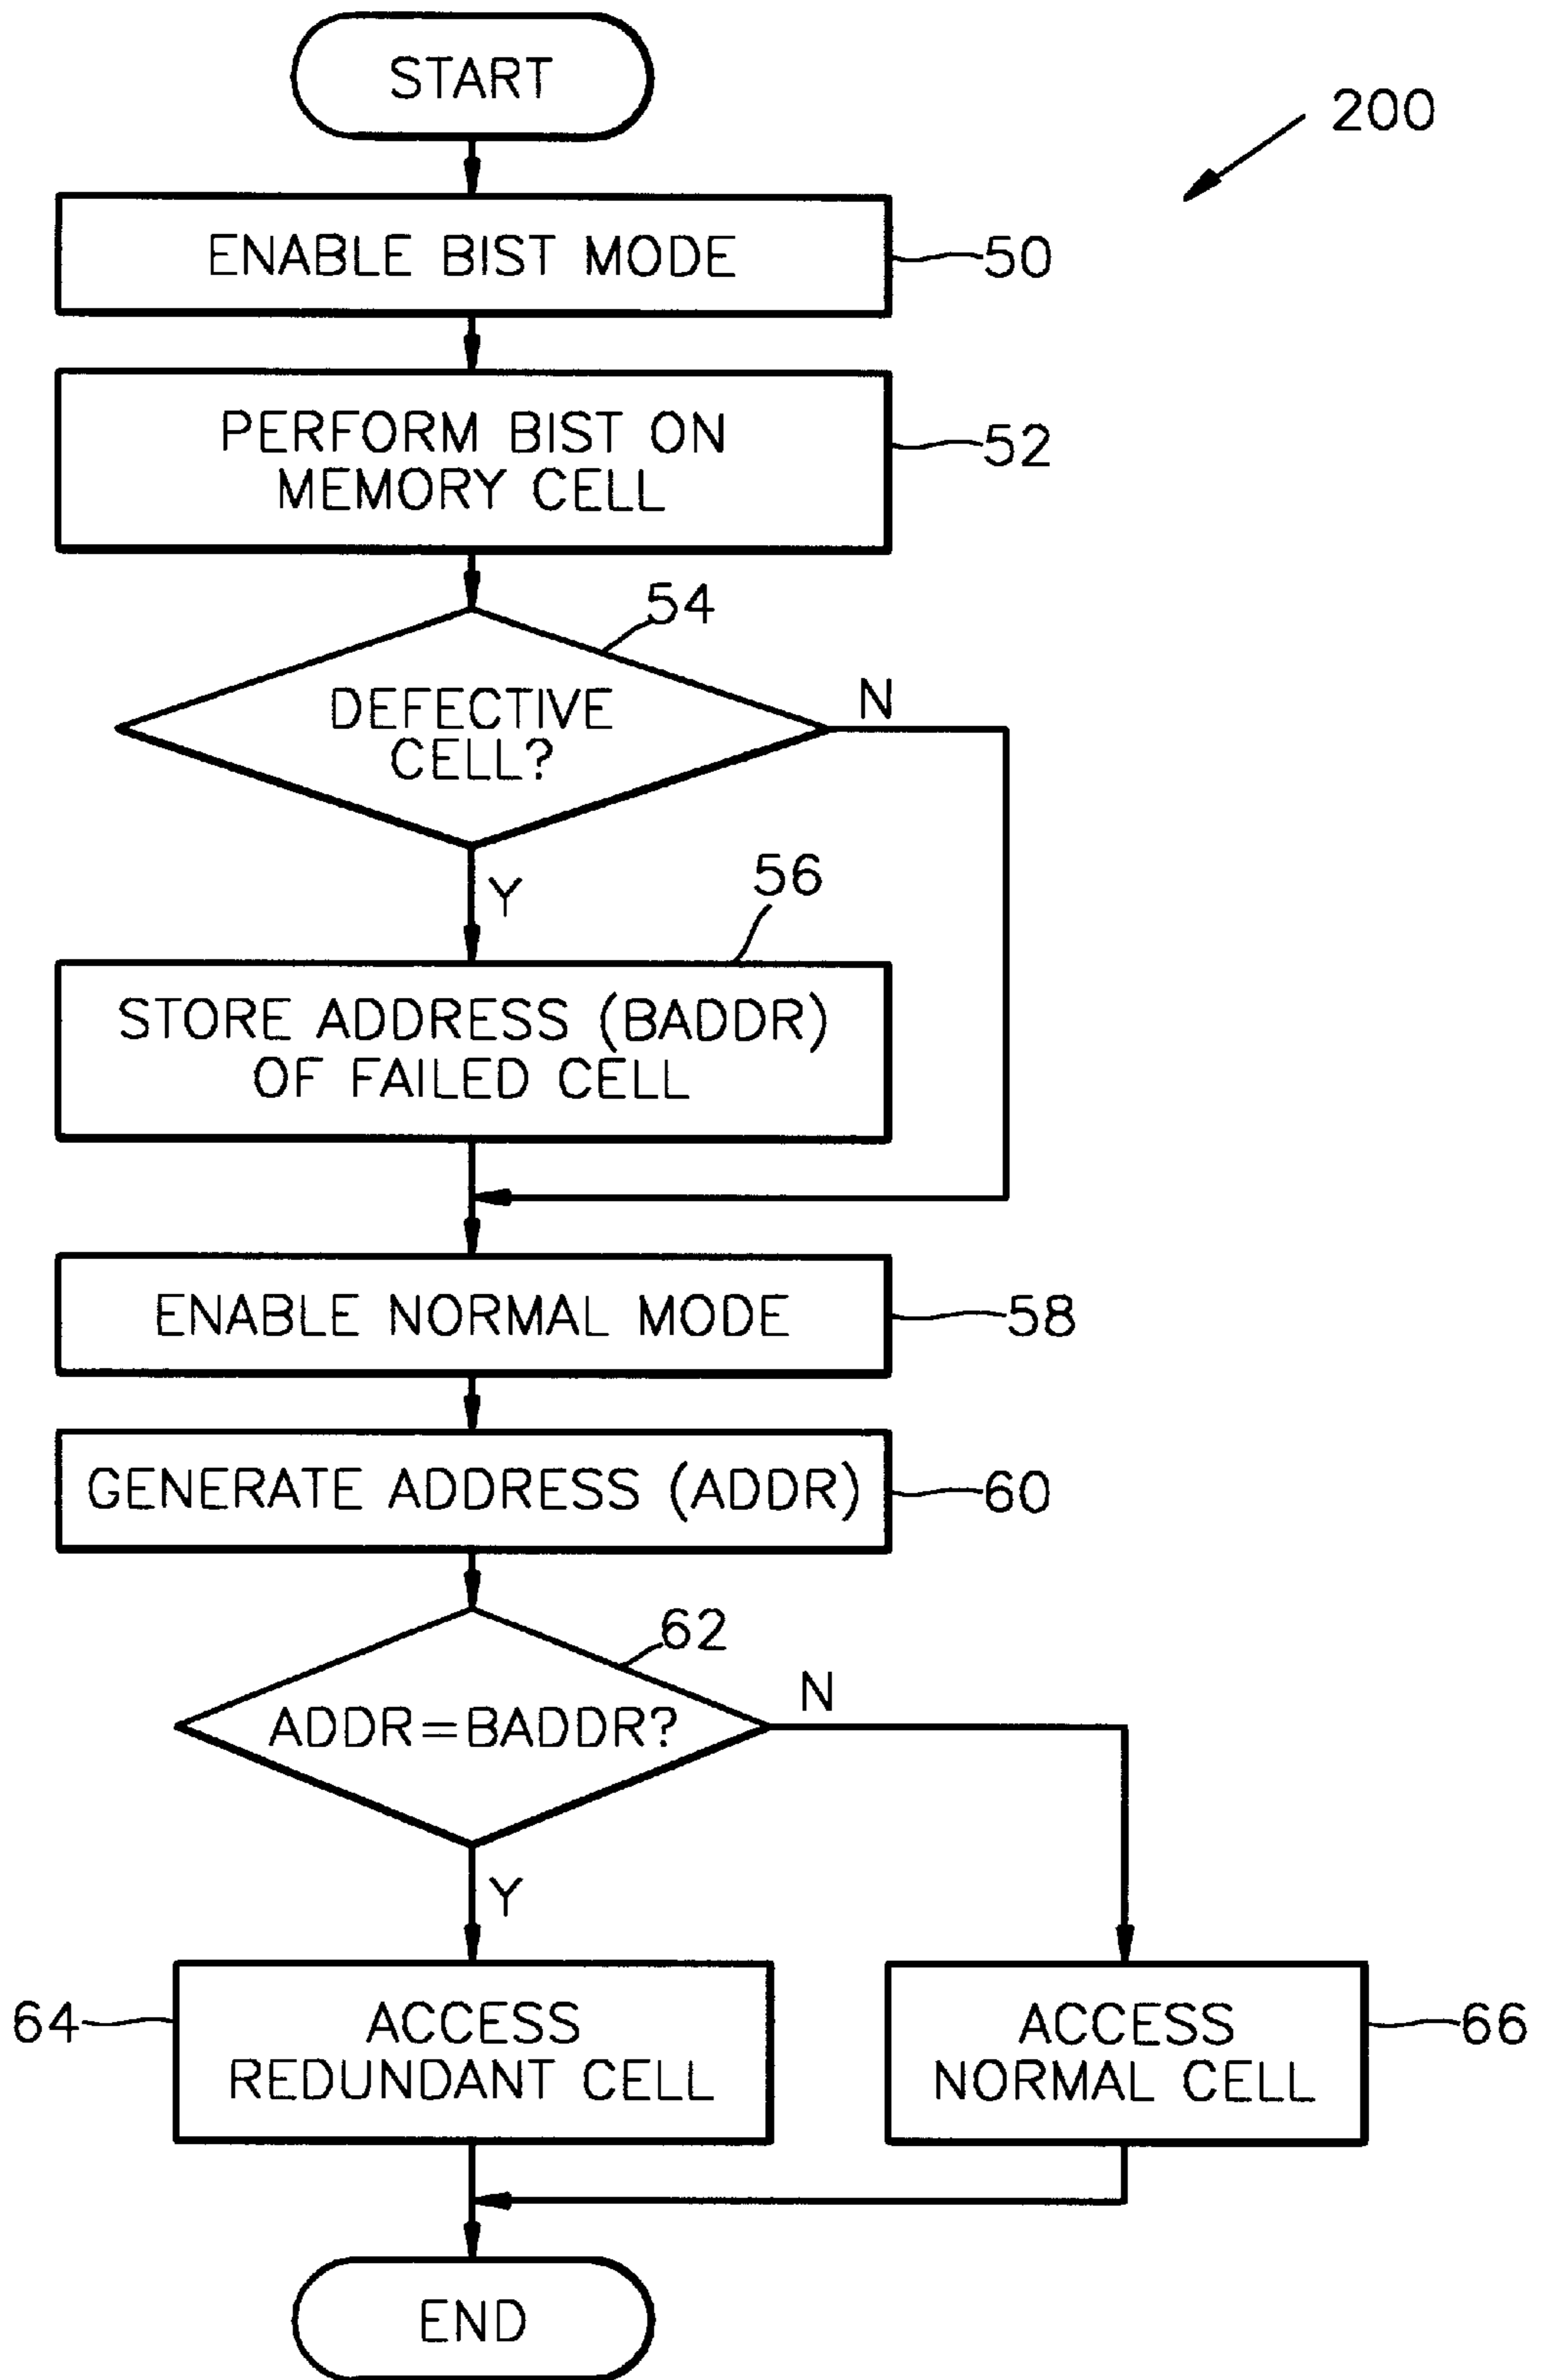 START
200
ENABLE BIST MODE
50
PERFORM BIST ON
MEMORY CELL
52
54
DEFECTIVE
CELL?
N
Y
56
STORE ADDRESS (BADDR)
OF FAILED CELL
ENABLE NORMAL MODE
58
GENERATE ADDRESS (ADDR)
60
62
ADDR=BADDR?
N
Y
64
ACCESS
REDUNDANT CELL
ACCESS
NORMAL CELL
66
END